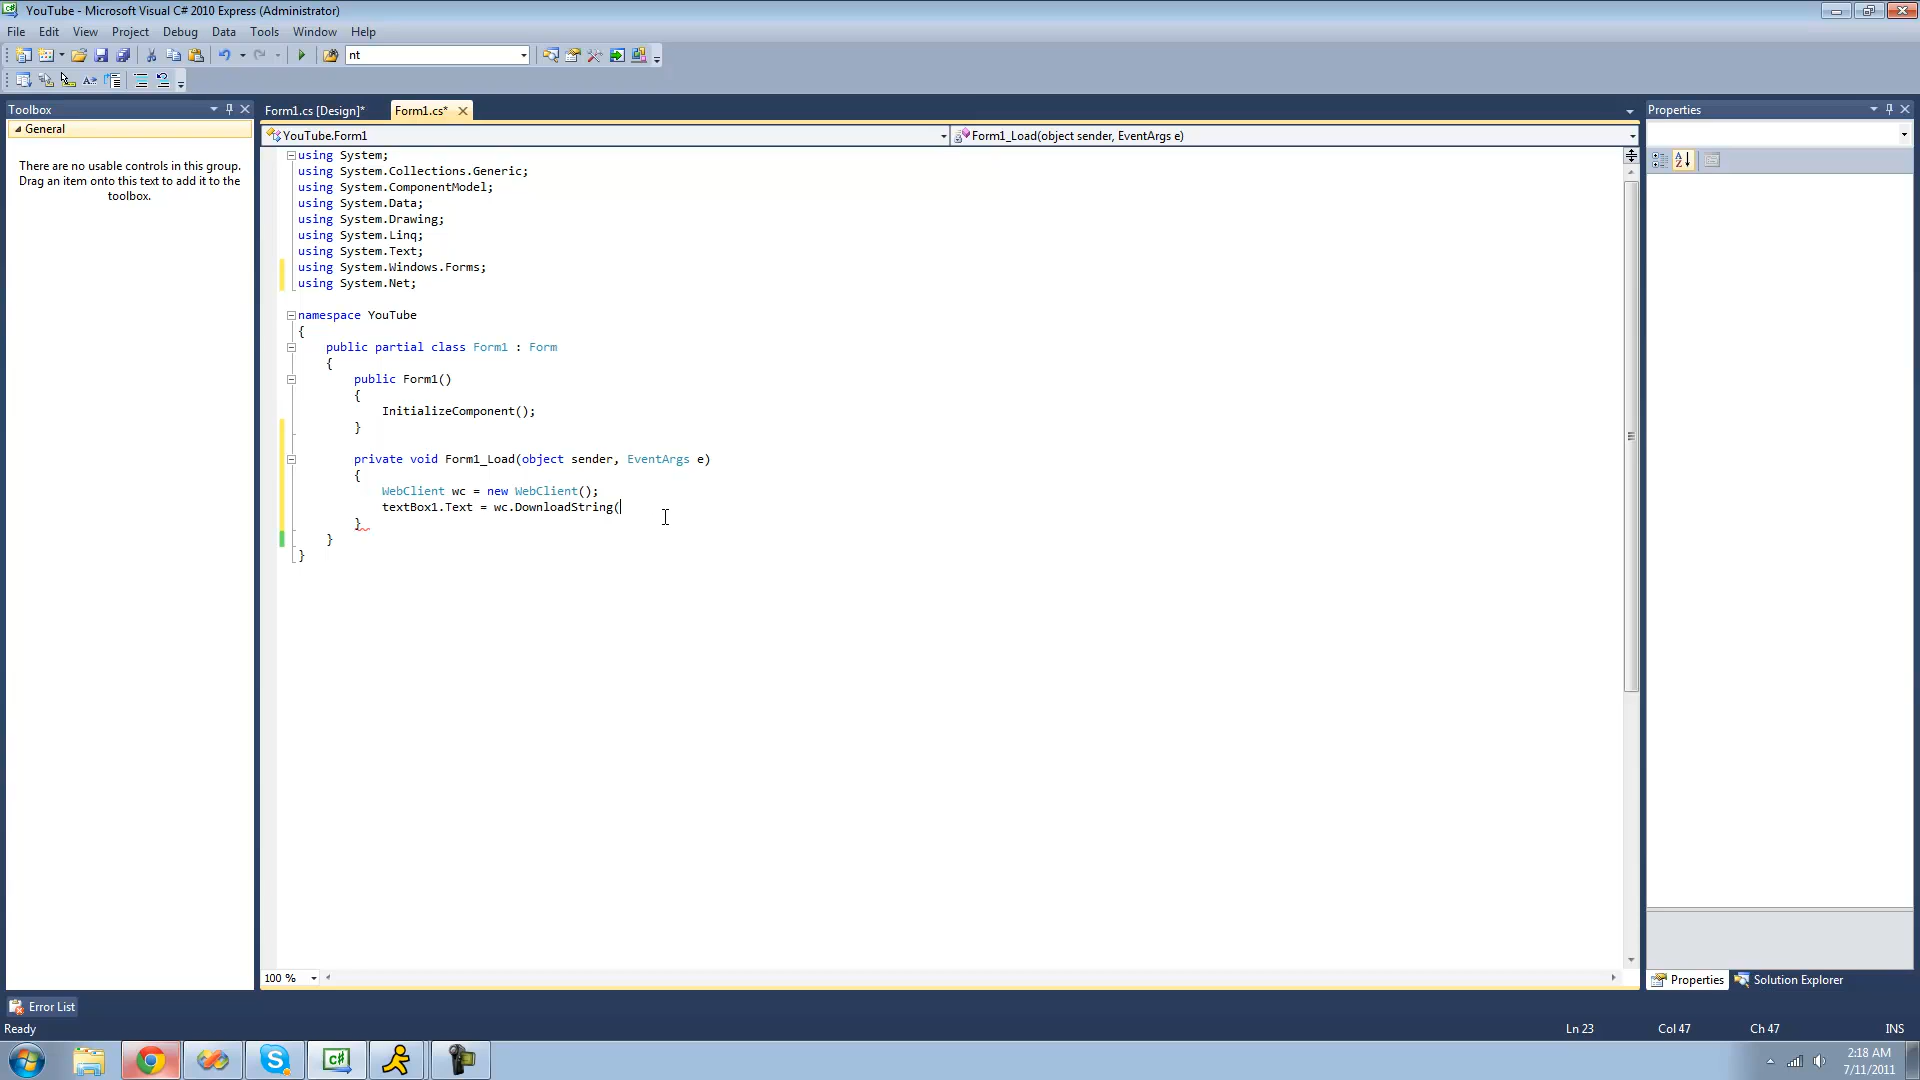 YouTube - Microsoft Visual C# 2010 Express (Administrator)
File Edit View Project Debug Data Tools Window Help
nt
Toolbox
Form1.cs [Design]* Form1.cs*
Properties
General
YouTube.Form1
Form1_Load(object sender, EventArgs e)
There are no usable controls in this group.
Drag an item onto this text to add it to the
toolbox.
using System;
using System.Collections.Generic;
using System.ComponentModel;
using System.Data;
using System.Drawing;
using System.Linq;
using System.Text;
using System.Windows.Forms;
using System.Net;
namespace YouTube
{
public partial class Form1 : Form
{
public Form1()
{
InitializeComponent();
}
private void Form1_Load(object sender, EventArgs e)
{
WebClient wc = new WebClient();
textBox1.Text = wc.DownloadString(
}
}
}
100 %
Properties Solution Explorer
Error List
Ready
Ln 23 Col 47 Ch 47 INS
C#
2:18 AM
7/11/2011